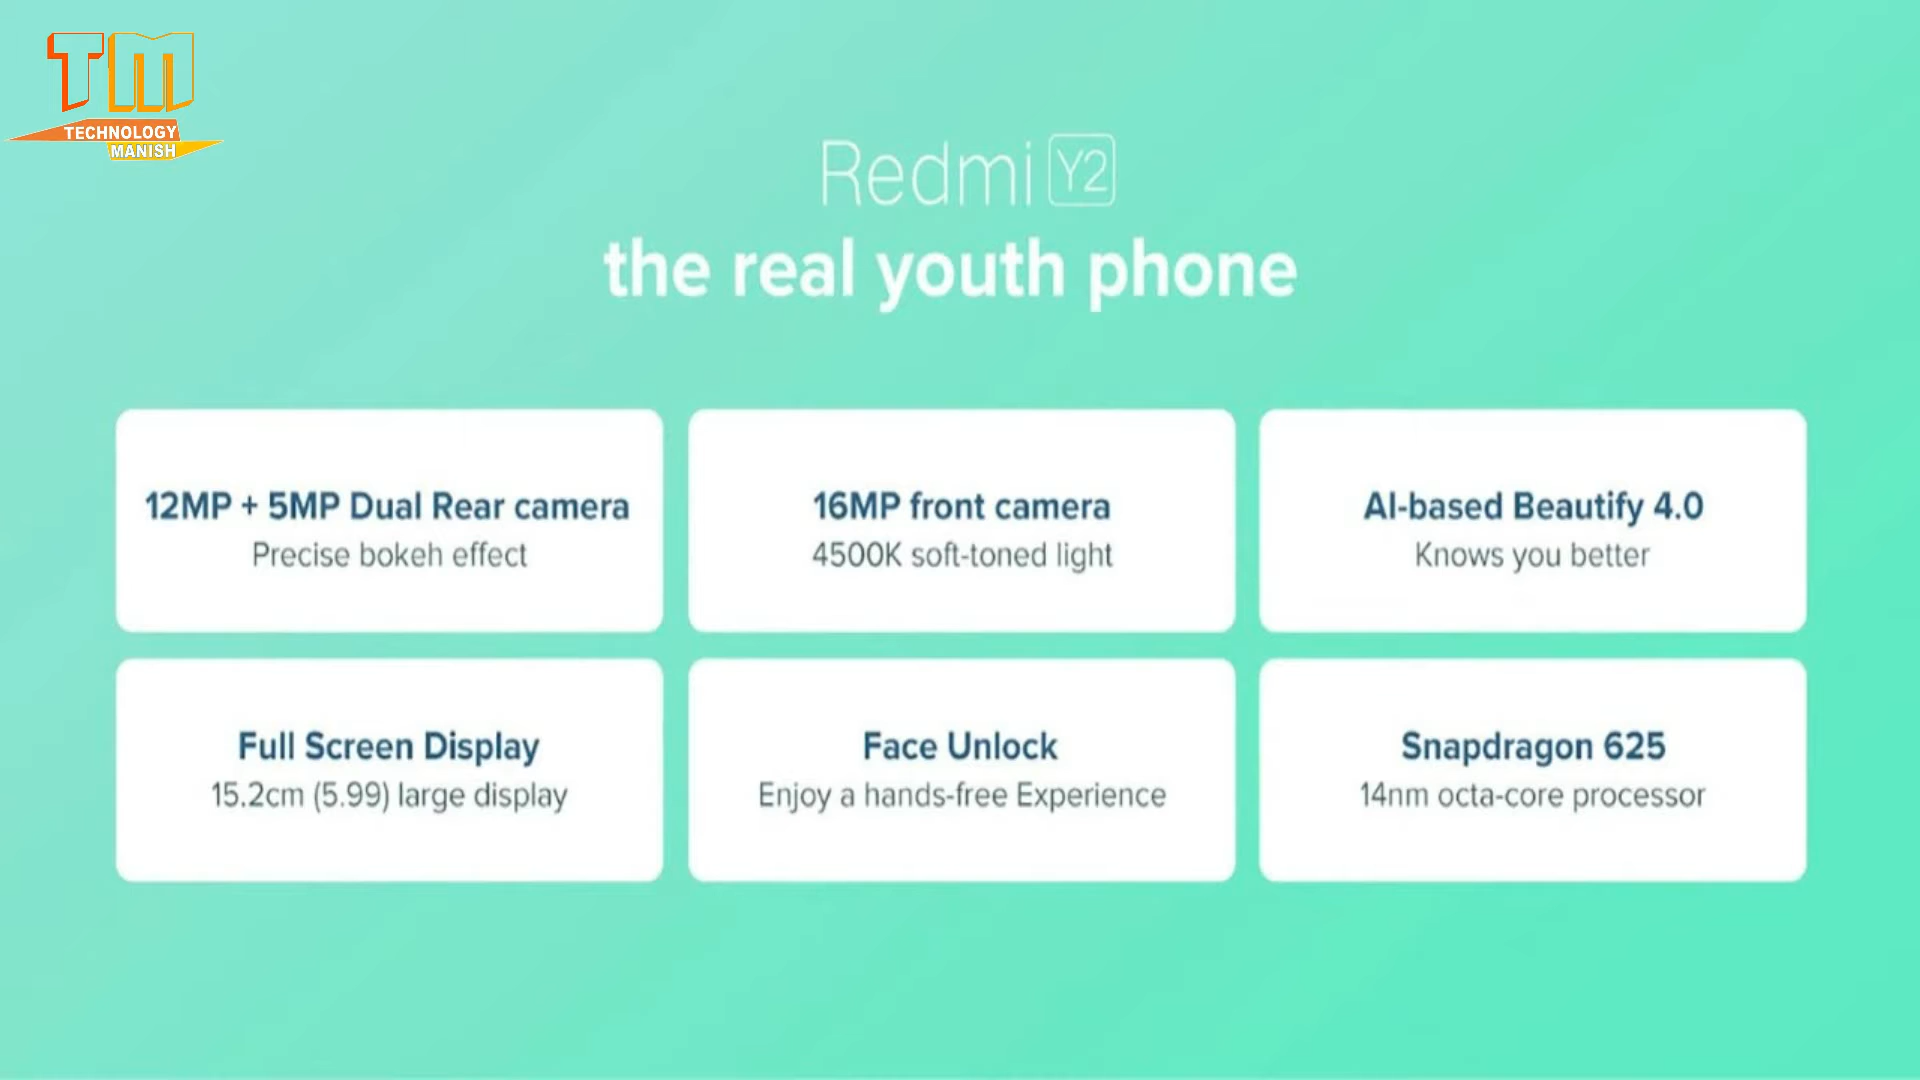 TM
TECHNOLOGY
MANISH
Redmi Y2
the real youth phone
12MP + 5MP Dual Rear camera
Precise bokeh effect
16MP front camera
4500K soft-toned light
AI-based Beautify 4.0
Knows you better
Full Screen Display
15.2cm (5.99) large display
Face Unlock
Enjoy a hands-free Experience
Snapdragon 625
14nm octa-core processor